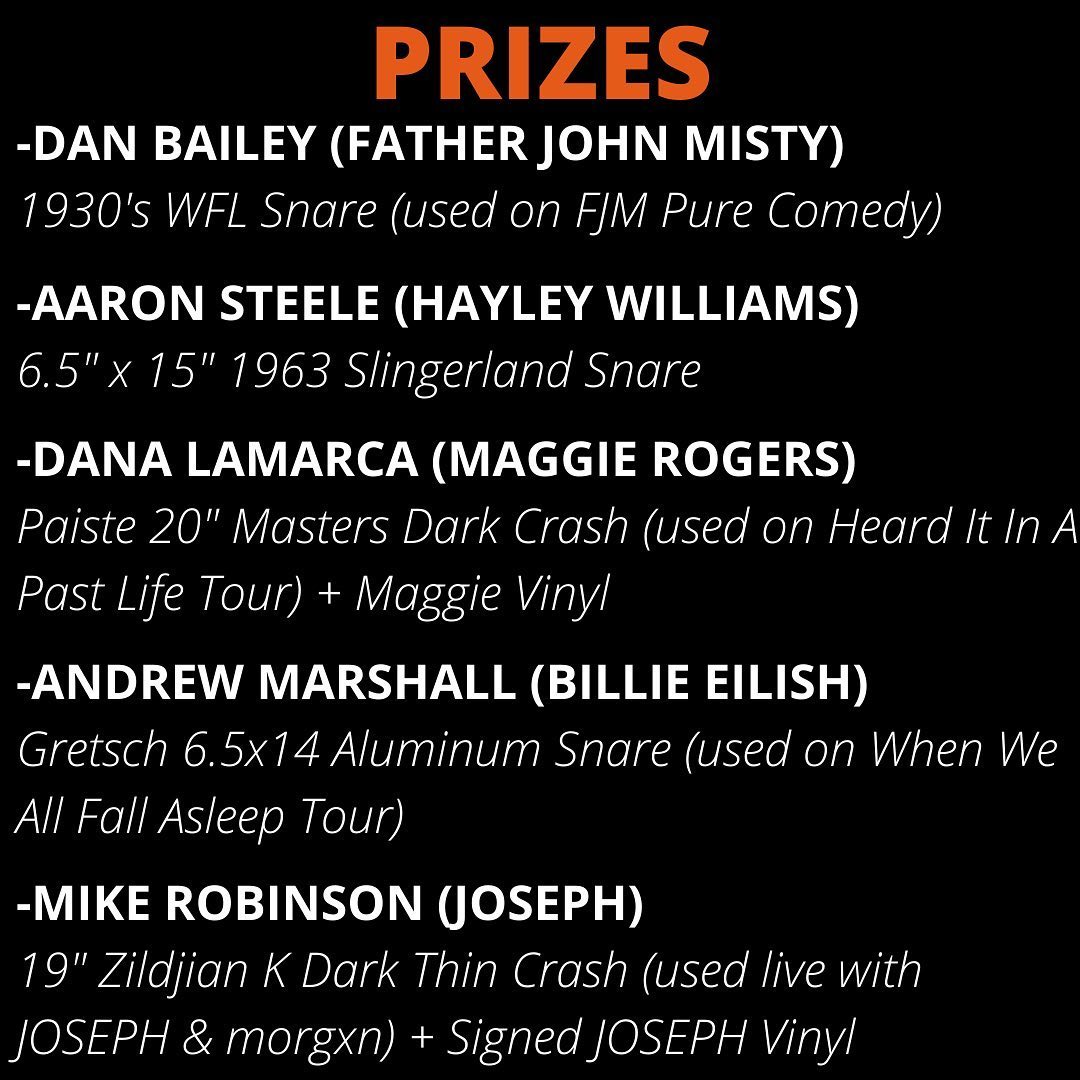 PRIZES
-DAN BAILEY (FATHER JOHN MISTY)
1930's WFL Snare (used on FJM Pure Comedy)
-AARON STEELE (HAYLEY WILLIAMS)
6.5" x 15" 1963 Slingerland Snare
-DANA LAMARCA (MAGGIE ROGERS)
Paiste 20" Masters Dark Crash (used on Heard It In A
Past Life Tour) + Maggie Vinyl
-ANDREW MARSHALL (BILLIE EILISH)
Gretsch 6.5x14 Aluminum Snare (used on When We
All Fall Asleep Tour)
-MIKE ROBINSON (JOSEPH)
19" Zildjian K Dark Thin Crash (used live with
JOSEPH & morgxn) + Signed JOSEPH Vinyl